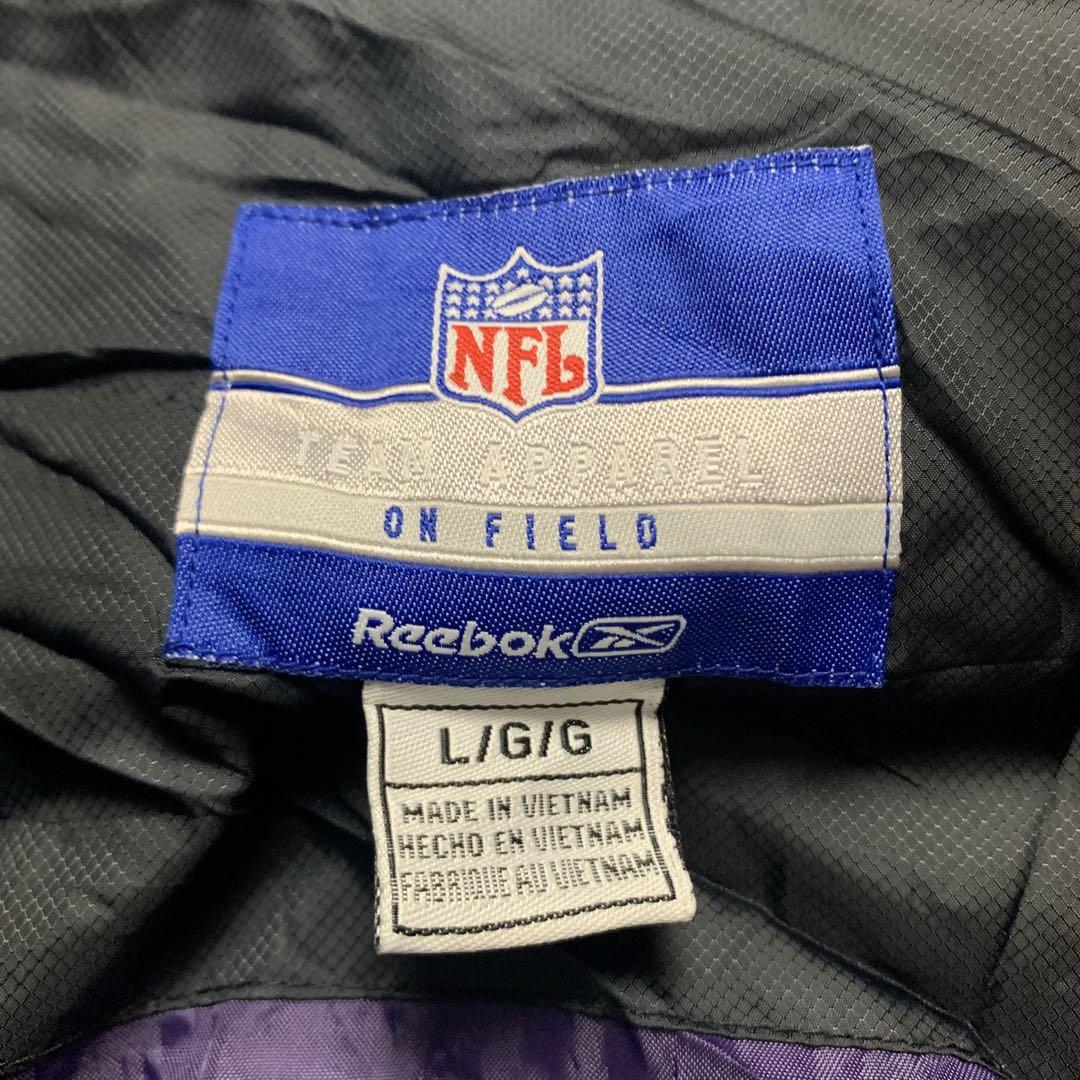 NFL
TEAM APPAREL
ON FIELD
Reebok
L/G/G
MADE IN VIETNAM
HECHO EN VIETNAM
FABRIQUE AU VIETNAM